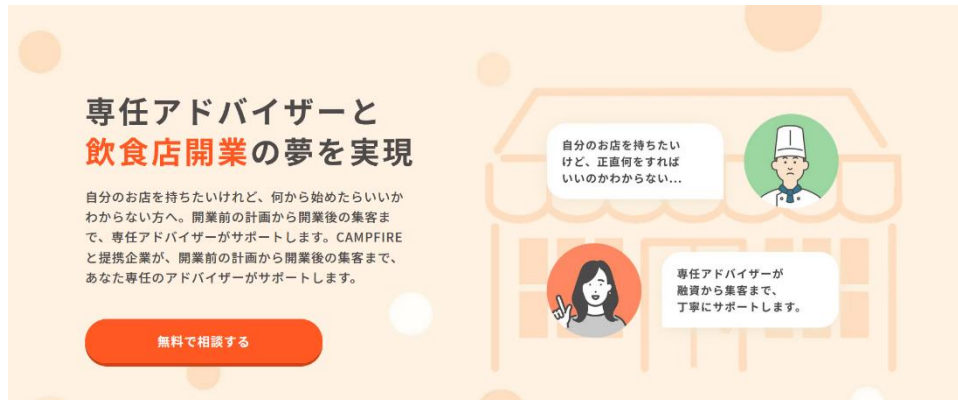 専任アドバイザーと
飲食店開業の夢を実現
自分のお店を持ちたいけれど、何から始めたらいいか
わからない方へ。開業前の計画から開業後の集客ま
で、専任アドバイザーがサポートします。CAMPFIRE
と提携企業が、開業前の計画から開業後の集客まで、
あなた専任のアドバイザーがサポートします。
無料で相談する
自分のお店を持ちたい
けど、正直何をすれば
いいのかわからない...
専任アドバイザーが
融資から集客まで、
丁寧にサポートします。